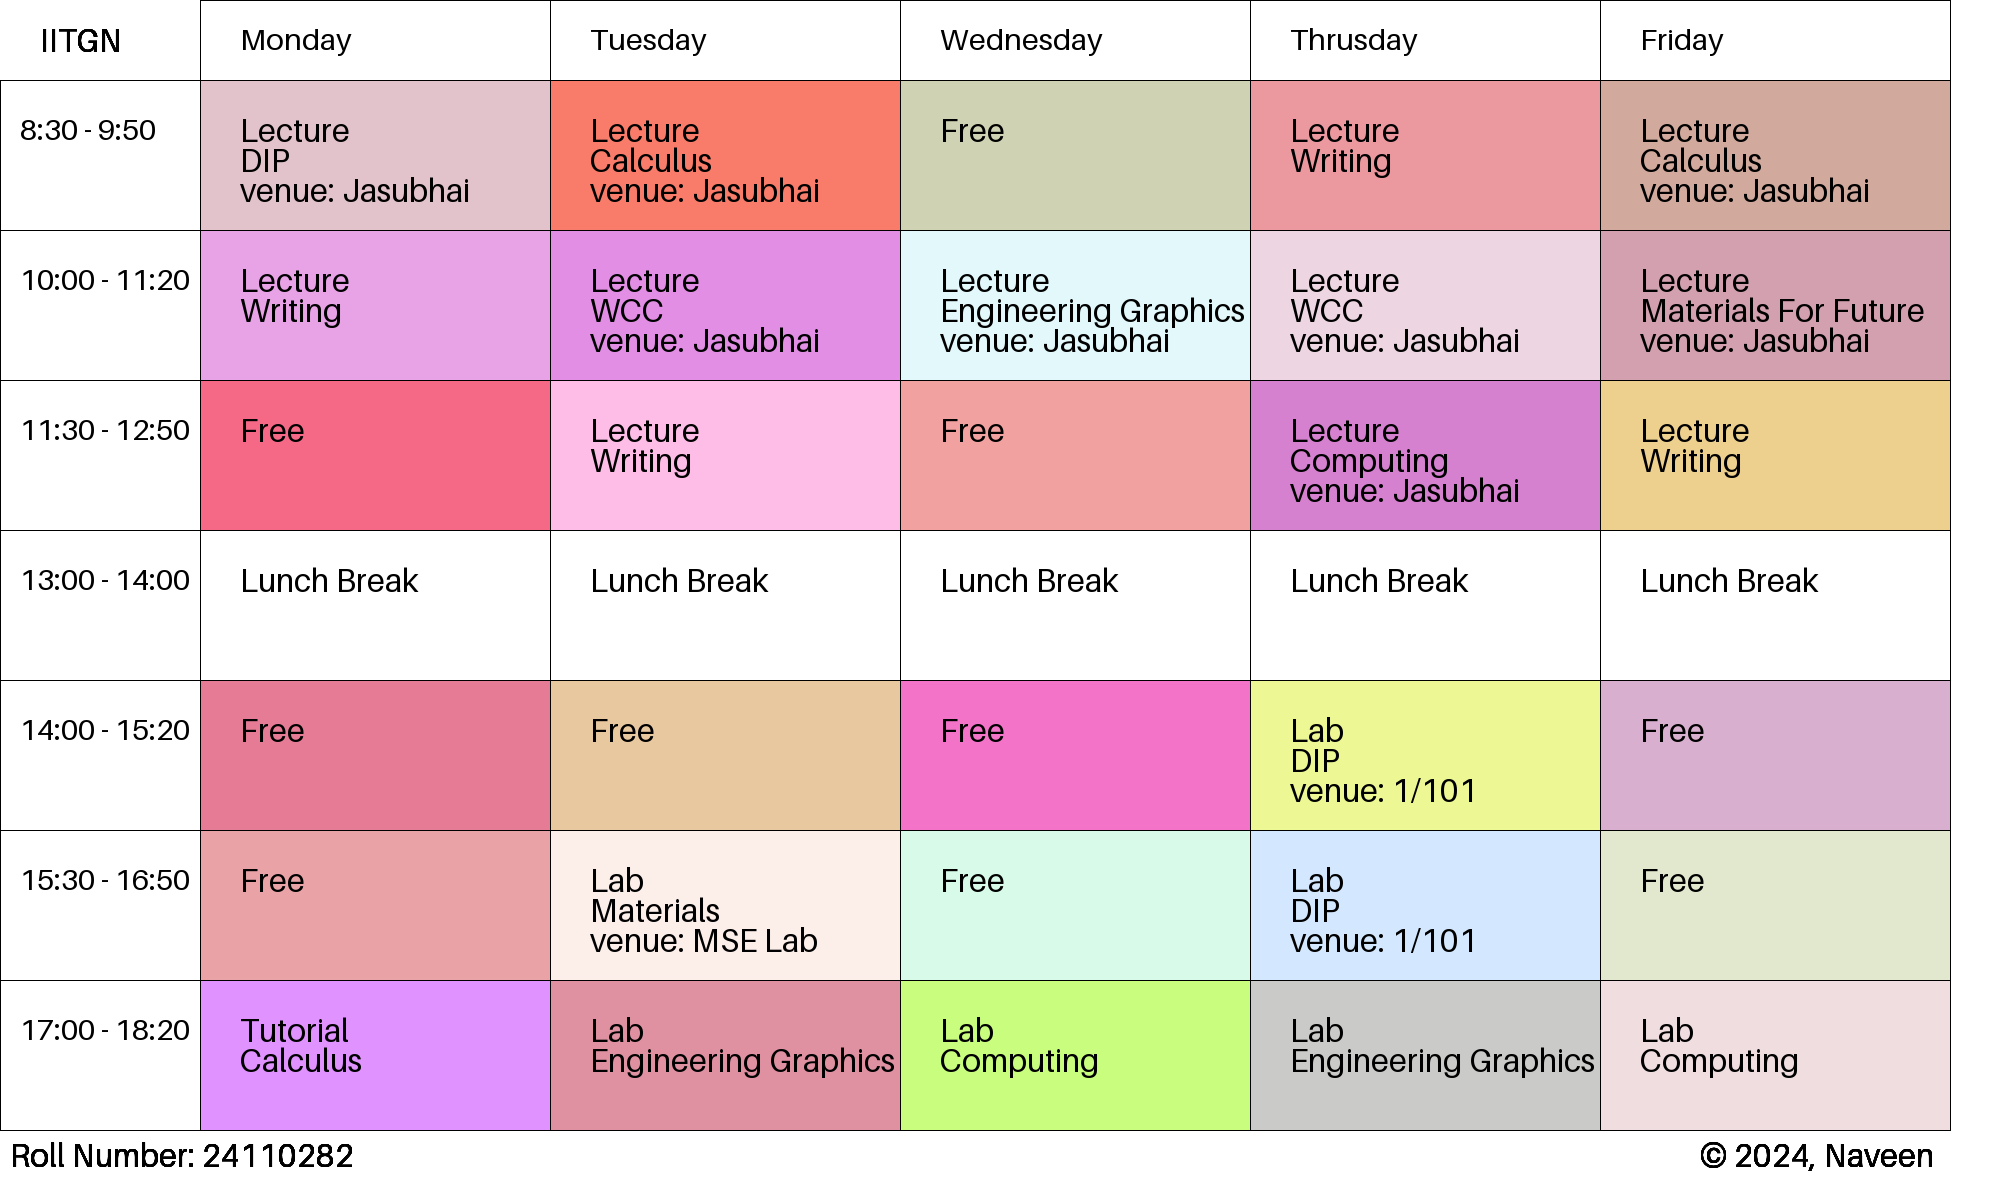 IITGN Monday Tuesday Wednesday Thrusday Friday
8:30 - 9:50
Lecture
DIP
venue: Jasubhai
Lecture
Calculus
venue: Jasubhai
Free
Lecture
Writing
Lecture
Calculus
venue: Jasubhai
10:00 - 11:20
Lecture
Writing
Lecture
WCC
venue: Jasubhai
Lecture
Engineering Graphics
venue: Jasubhai
Lecture
WCC
venue: Jasubhai
Lecture
Materials For Future
venue: Jasubhai
11:30 - 12:50
Free
Lecture
Writing
Free
Lecture
Computing
venue: Jasubhai
Lecture
Writing
13:00 - 14:00
Lunch Break
Lunch Break
Lunch Break
Lunch Break
Lunch Break
14:00 - 15:20
Free
Free
Free
Lab
DIP
venue: 1/101
Free
15:30 - 16:50
Free
Lab
Materials
venue: MSE Lab
Free
Lab
DIP
venue: 1/101
Free
17:00 - 18:20
Tutorial
Calculus
Lab
Engineering Graphics
Lab
Computing
Lab
Engineering Graphics
Lab
Computing
Roll Number: 24110282
© 2024, Naveen